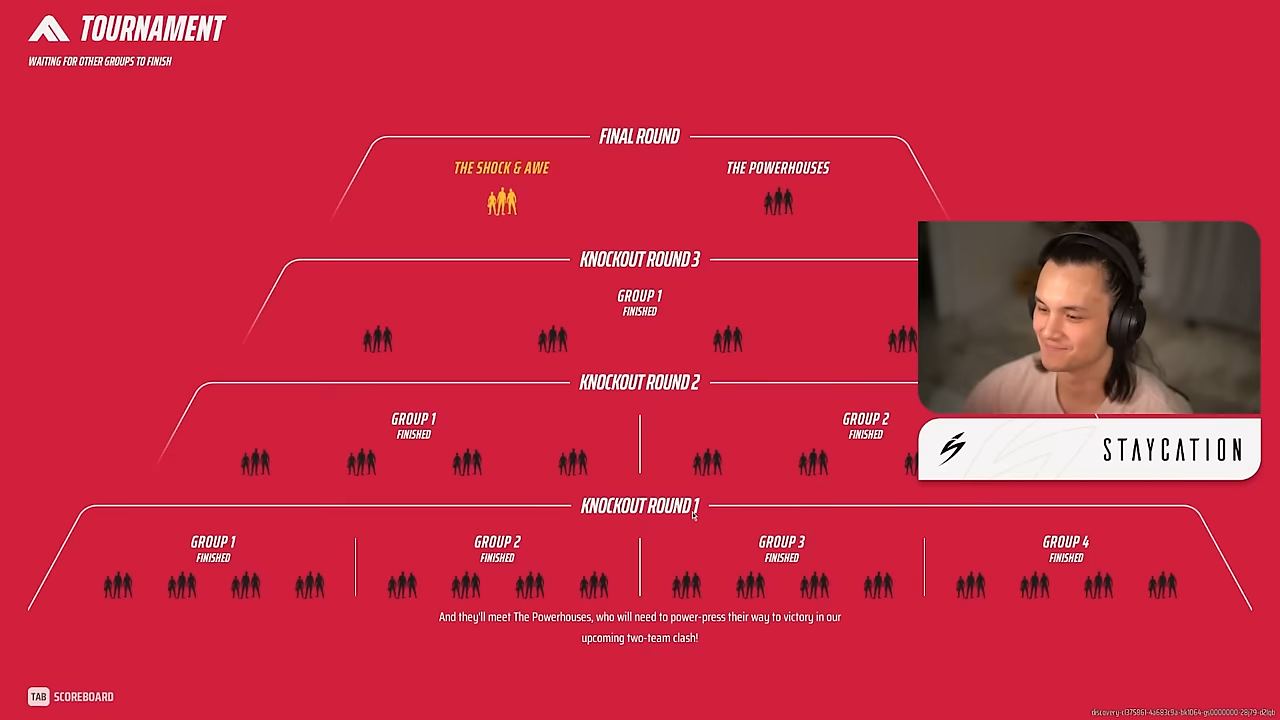 TOURNAMENT
WAITING FOR OTHER GROUPS TO FINISH
FINAL ROUND
THE SHOCK & AWE
THE POWERHOUSES
KNOCKOUT ROUND 3
GROUP 1
FINISHED
KNOCKOUT ROUND 2
GROUP 1
FINISHED
GROUP 2
FINISHED
STAYCATION
KNOCKOUT ROUND 1
GROUP 1
FINISHED
GROUP 2
FINISHED
GROUP 3
FINISHED
GROUP 4
FINISHED
And they'll meet The Powerhouses, who will need to power-press their way to victory in our
upcoming two-team clash!
TAB SCOREBOARD